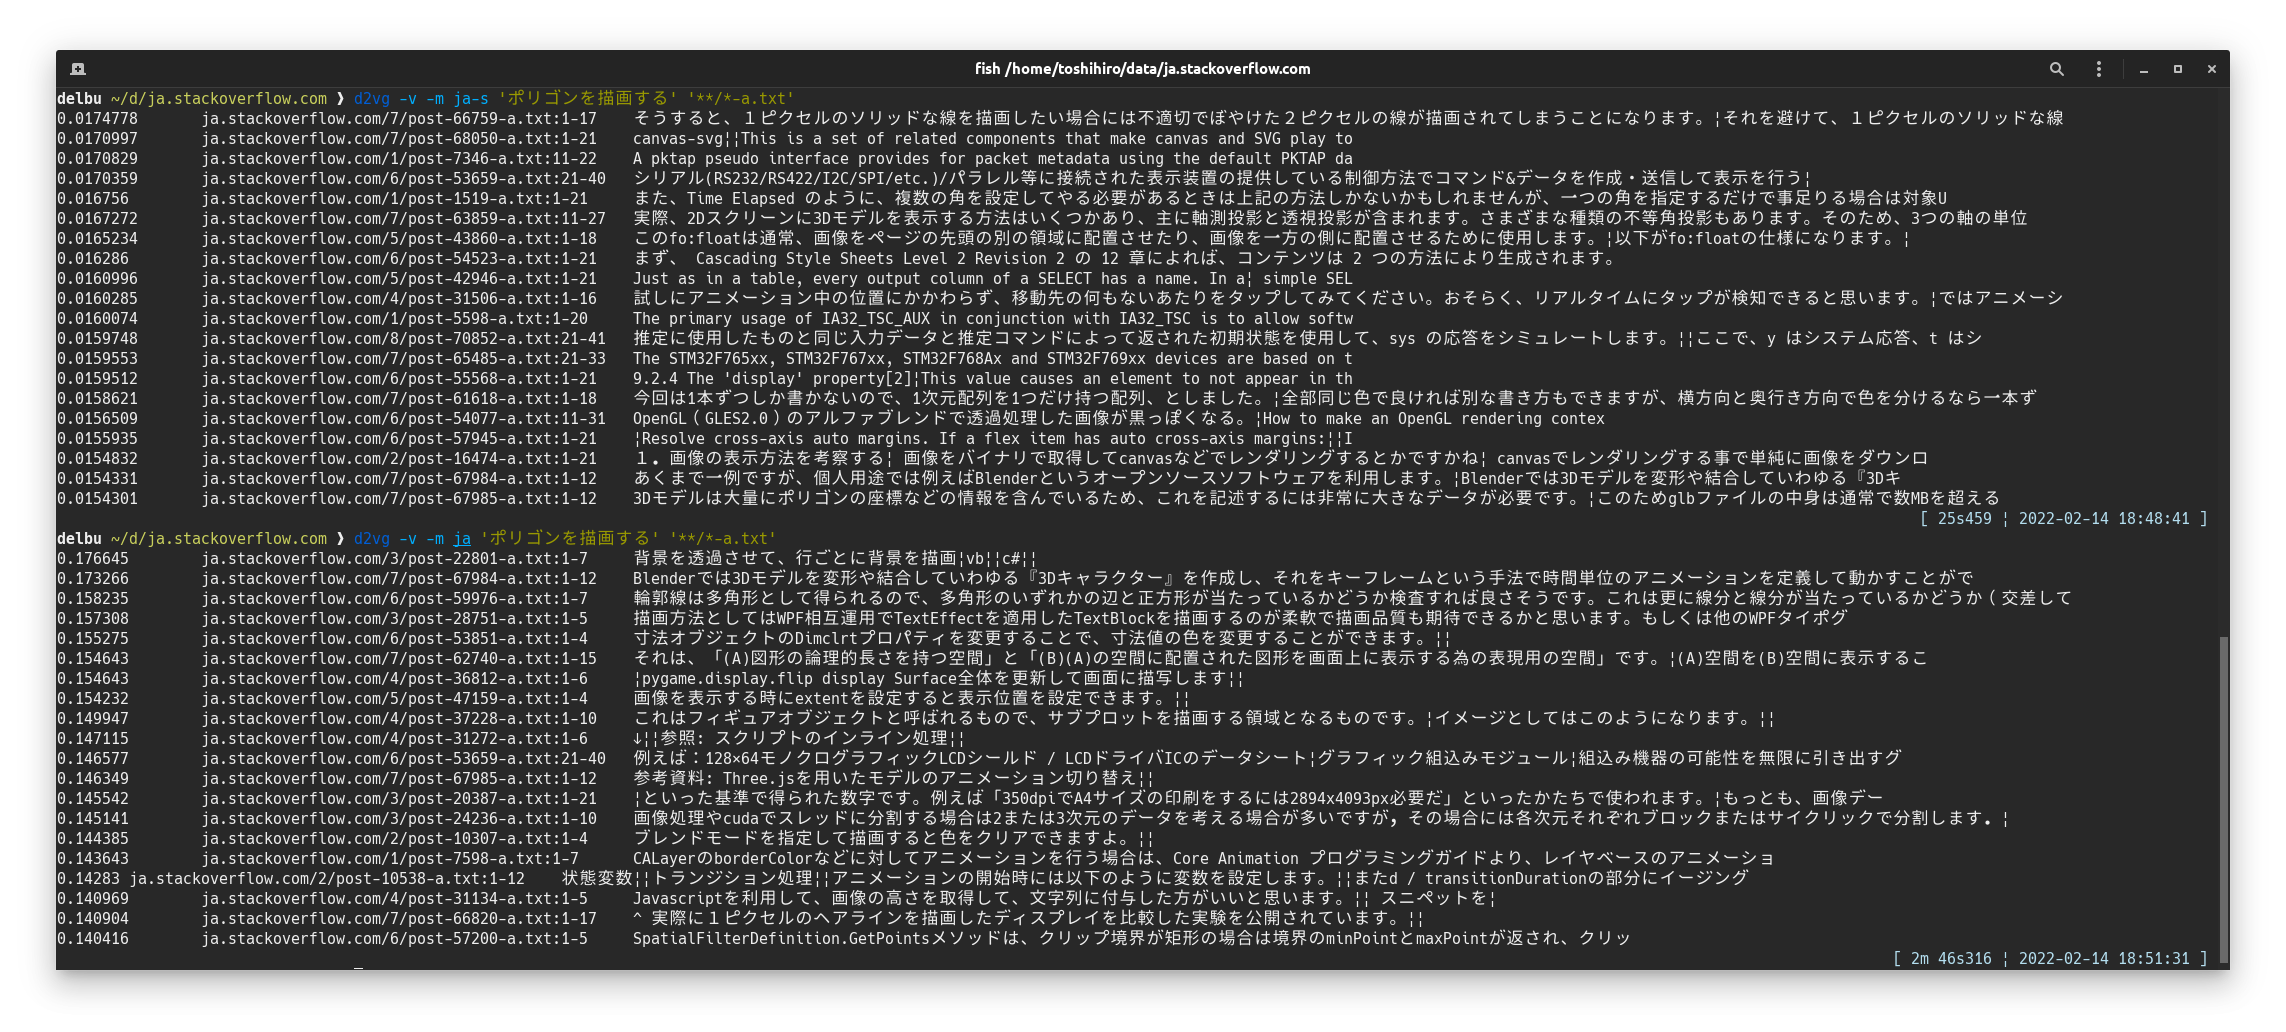 fish /home/toshihiro/data/ja.stackoverflow.com
delbu ~/d/ja.stackoverflow.com ❯ d2vg -v -m ja-s 'ポリゴンを描画する' '**/*-a.txt'
0.0174778 ja.stackoverflow.com/7/post-66759-a.txt:1-17 そうすると、１ピクセルのソリッドな線を描画したい場合には不適切でぼやけた２ピクセルの線が描画されてしまうことになります。¦それを避けて、１ピクセルのソリッドな線
0.0170997 ja.stackoverflow.com/7/post-68050-a.txt:1-21 canvas-svg¦¦This is a set of related components that make canvas and SVG play to
0.0170829 ja.stackoverflow.com/1/post-7346-a.txt:11-22 A pktap pseudo interface provides for packet metadata using the default PKTAP da
0.0170359 ja.stackoverflow.com/6/post-53659-a.txt:21-40 シリアル(RS232/RS422/I2C/SPI/etc.)/パラレル等に接続された表示装置の提供している制御方法でコマンド&データを作成・送信して表示を行う¦
0.016756 ja.stackoverflow.com/1/post-1519-a.txt:1-21 また、Time Elapsed のように、複数の角を設定してやる必要があるときは上記の方法しかないかもしれませんが、一つの角を指定するだけで事足りる場合は対象U
0.0167272 ja.stackoverflow.com/7/post-63859-a.txt:11-27 実際、2Dスクリーンに3Dモデルを表示する方法はいくつかあり、主に軸測投影と透視投影が含まれます。さまざまな種類の不等角投影もあります。そのため、3つの軸の単位
0.0165234 ja.stackoverflow.com/5/post-43860-a.txt:1-18 このfo:floatは通常、画像をページの先頭の別の領域に配置させたり、画像を一方の側に配置させるために使用します。¦以下がfo:floatの仕様になります。¦
0.016286 ja.stackoverflow.com/6/post-54523-a.txt:1-21 まず、 Cascading Style Sheets Level 2 Revision 2 の 12 章によれば、コンテンツは 2 つの方法により生成されます。
0.0160996 ja.stackoverflow.com/5/post-42946-a.txt:1-21 Just as in a table, every output column of a SELECT has a name. In a¦ simple SEL
0.0160285 ja.stackoverflow.com/4/post-31506-a.txt:1-16 試しにアニメーション中の位置にかかわらず、移動先の何もないあたりをタップしてみてください。おそらく、リアルタイムにタップが検知できると思います。¦ではアニメーシ
0.0160074 ja.stackoverflow.com/1/post-5598-a.txt:1-20 The primary usage of IA32_TSC_AUX in conjunction with IA32_TSC is to allow softw
0.0159748 ja.stackoverflow.com/8/post-70852-a.txt:21-41 推定に使用したものと同じ入力データと推定コマンドによって返された初期状態を使用して、sys の応答をシミュレートします。¦¦ここで、y はシステム応答、t はシ
0.0159553 ja.stackoverflow.com/7/post-65485-a.txt:21-33 The STM32F765xx, STM32F767xx, STM32F768Ax and STM32F769xx devices are based on t
0.0159512 ja.stackoverflow.com/6/post-55568-a.txt:1-21 9.2.4 The 'display' property[2]¦This value causes an element to not appear in th
0.0158621 ja.stackoverflow.com/7/post-61618-a.txt:1-18 今回は1本ずつしか書かないので、1次元配列を1つだけ持つ配列、としました。¦全部同じ色で良ければ別な書き方もできますが、横方向と奥行き方向で色を分けるなら一本ず
0.0156509 ja.stackoverflow.com/6/post-54077-a.txt:11-31 OpenGL（GLES2.0）のアルファブレンドで透過処理した画像が黒っぽくなる。¦How to make an OpenGL rendering contex
0.0155935 ja.stackoverflow.com/6/post-57945-a.txt:1-21 ¦Resolve cross-axis auto margins. If a flex item has auto cross-axis margins:¦¦I
0.0154832 ja.stackoverflow.com/2/post-16474-a.txt:1-21 １．画像の表示方法を考察する¦ 画像をバイナリで取得してcanvasなどでレンダリングするとかですかね¦ canvasでレンダリングする事で単純に画像をダウンロ
0.0154331 ja.stackoverflow.com/7/post-67984-a.txt:1-12 あくまで一例ですが、個人用途では例えばBlenderというオープンソースソフトウェアを利用します。¦Blenderでは3Dモデルを変形や結合していわゆる『3Dキ
0.0154301 ja.stackoverflow.com/7/post-67985-a.txt:1-12 3Dモデルは大量にポリゴンの座標などの情報を含んでいるため、これを記述するには非常に大きなデータが必要です。¦このためglbファイルの中身は通常で数MBを超える
[ 25s459 ¦ 2022-02-14 18:48:41 ]
delbu ~/d/ja.stackoverflow.com ❯ d2vg -v -m ja 'ポリゴンを描画する' '**/*-a.txt'
0.176645 ja.stackoverflow.com/3/post-22801-a.txt:1-7 背景を透過させて、行ごとに背景を描画¦vb¦¦c#¦¦
0.173266 ja.stackoverflow.com/7/post-67984-a.txt:1-12 Blenderでは3Dモデルを変形や結合していわゆる『3Dキャラクター』を作成し、それをキーフレームという手法で時間単位のアニメーションを定義して動かすことがで
0.158235 ja.stackoverflow.com/6/post-59976-a.txt:1-7 輪郭線は多角形として得られるので、多角形のいずれかの辺と正方形が当たっているかどうか検査すれば良さそうです。これは更に線分と線分が当たっているかどうか（交差して
0.157308 ja.stackoverflow.com/3/post-28751-a.txt:1-5 描画方法としてはWPF相互運用でTextEffectを適用したTextBlockを描画するのが柔軟で描画品質も期待できるかと思います。もしくは他のWPFタイポグ
0.155275 ja.stackoverflow.com/6/post-53851-a.txt:1-4 寸法オブジェクトのDimclrtプロパティを変更することで、寸法値の色を変更することができます。¦¦
0.154643 ja.stackoverflow.com/7/post-62740-a.txt:1-15 それは、「(A)図形の論理的長さを持つ空間」と「(B)(A)の空間に配置された図形を画面上に表示する為の表現用の空間」です。¦(A)空間を(B)空間に表示するこ
0.154643 ja.stackoverflow.com/4/post-36812-a.txt:1-6 ¦pygame.display.flip display Surface全体を更新して画面に描写します¦¦
0.154232 ja.stackoverflow.com/5/post-47159-a.txt:1-4 画像を表示する時にextentを設定すると表示位置を設定できます。¦¦
0.149947 ja.stackoverflow.com/4/post-37228-a.txt:1-10 これはフィギュアオブジェクトと呼ばれるもので、サブプロットを描画する領域となるものです。¦イメージとしてはこのようになります。¦¦
0.147115 ja.stackoverflow.com/4/post-31272-a.txt:1-6 ↓¦¦参照: スクリプトのインライン処理¦¦
0.146577 ja.stackoverflow.com/6/post-53659-a.txt:21-40 例えば：128×64モノクログラフィックLCDシールド / LCDドライバICのデータシート¦グラフィック組込みモジュール¦組込み機器の可能性を無限に引き出すグ
0.146349 ja.stackoverflow.com/7/post-67985-a.txt:1-12 参考資料: Three.jsを用いたモデルのアニメーション切り替え¦¦
0.145542 ja.stackoverflow.com/3/post-20387-a.txt:1-21 ¦といった基準で得られた数字です。例えば「350dpiでA4サイズの印刷をするには2894x4093px必要だ」といったかたちで使われます。¦もっとも、画像デー
0.145141 ja.stackoverflow.com/3/post-24236-a.txt:1-10 画像処理やcudaでスレッドに分割する場合は2または3次元のデータを考える場合が多いですが，その場合には各次元それぞれブロックまたはサイクリックで分割します．¦
0.144385 ja.stackoverflow.com/2/post-10307-a.txt:1-4 ブレンドモードを指定して描画すると色をクリアできますよ。¦¦
0.143643 ja.stackoverflow.com/1/post-7598-a.txt:1-7 CALayerのborderColorなどに対してアニメーションを行う場合は、Core Animation プログラミングガイドより、レイヤベースのアニメーショ
0.14283 ja.stackoverflow.com/2/post-10538-a.txt:1-12 状態変数¦¦トランジション処理¦¦アニメーションの開始時には以下のように変数を設定します。¦¦またd / transitionDurationの部分にイージング
0.140969 ja.stackoverflow.com/4/post-31134-a.txt:1-5 Javascriptを利用して、画像の高さを取得して、文字列に付与した方がいいと思います。¦¦ スニペットを¦
0.140904 ja.stackoverflow.com/7/post-66820-a.txt:1-17 ^ 実際に１ピクセルのヘアラインを描画したディスプレイを比較した実験を公開されています。¦¦
0.140416 ja.stackoverflow.com/6/post-57200-a.txt:1-5 SpatialFilterDefinition.GetPointsメソッドは、クリップ境界が矩形の場合は境界のminPointとmaxPointが返され、クリッ
[ 2m 46s316 ¦ 2022-02-14 18:51:31 ]